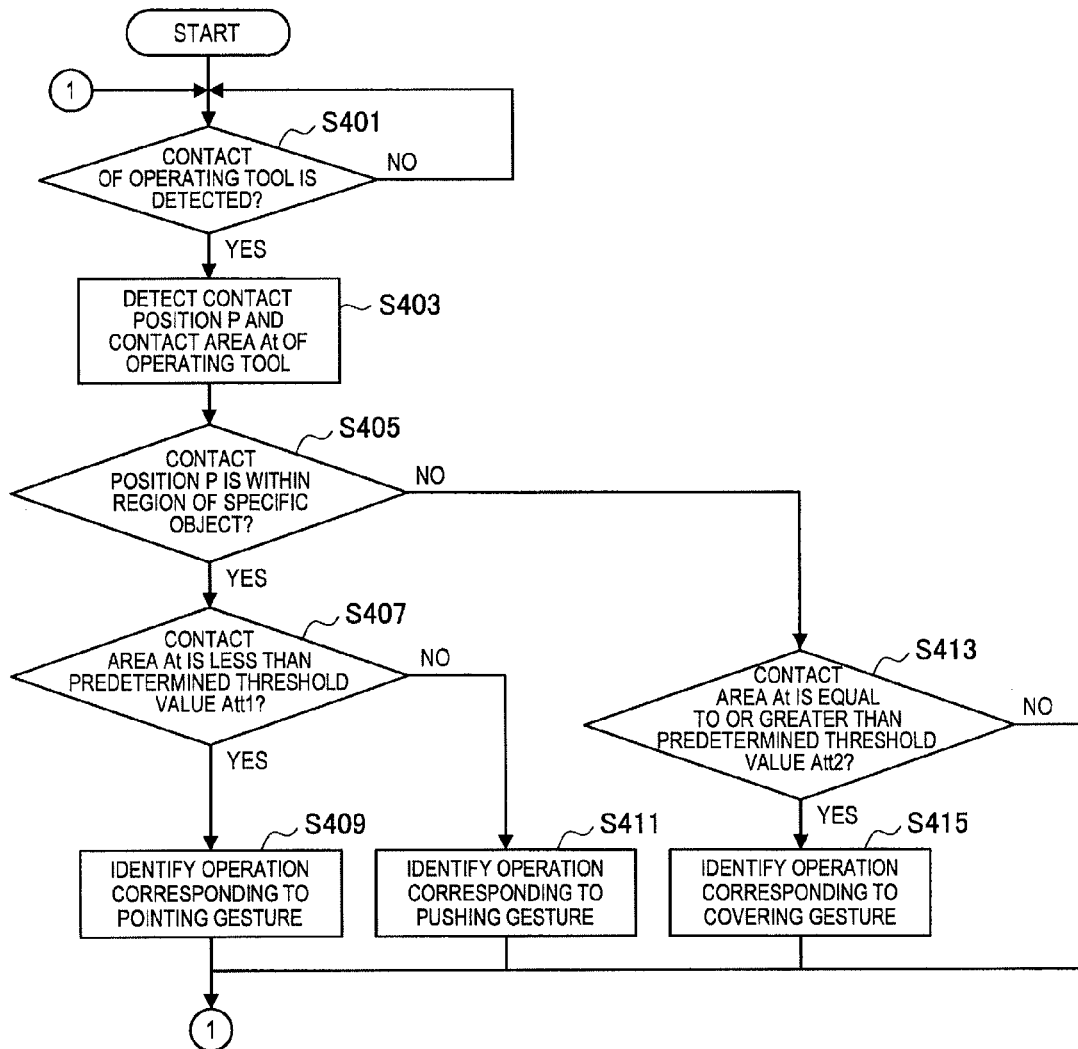 START
1
S401
CONTACT
OF OPERATING TOOL IS
DETECTED?
NO
YES
DETECT CONTACT
POSITION P AND
CONTACT AREA At OF
OPERATING TOOL
S403
S405
CONTACT
POSITION P IS WITHIN
REGION OF SPECIFIC
OBJECT?
NO
YES
S407
CONTACT
AREA At IS LESS THAN
PREDETERMINED THRESHOLD
VALUE Att1?
NO
YES
S413
CONTACT
AREA At IS EQUAL
TO OR GREATER THAN
PREDETERMINED THRESHOLD
VALUE Att2?
NO
YES
S409
IDENTIFY OPERATION
CORRESPONDING TO
POINTING GESTURE
S411
IDENTIFY OPERATION
CORRESPONDING TO
PUSHING GESTURE
S415
IDENTIFY OPERATION
CORRESPONDING TO
COVERING GESTURE
1